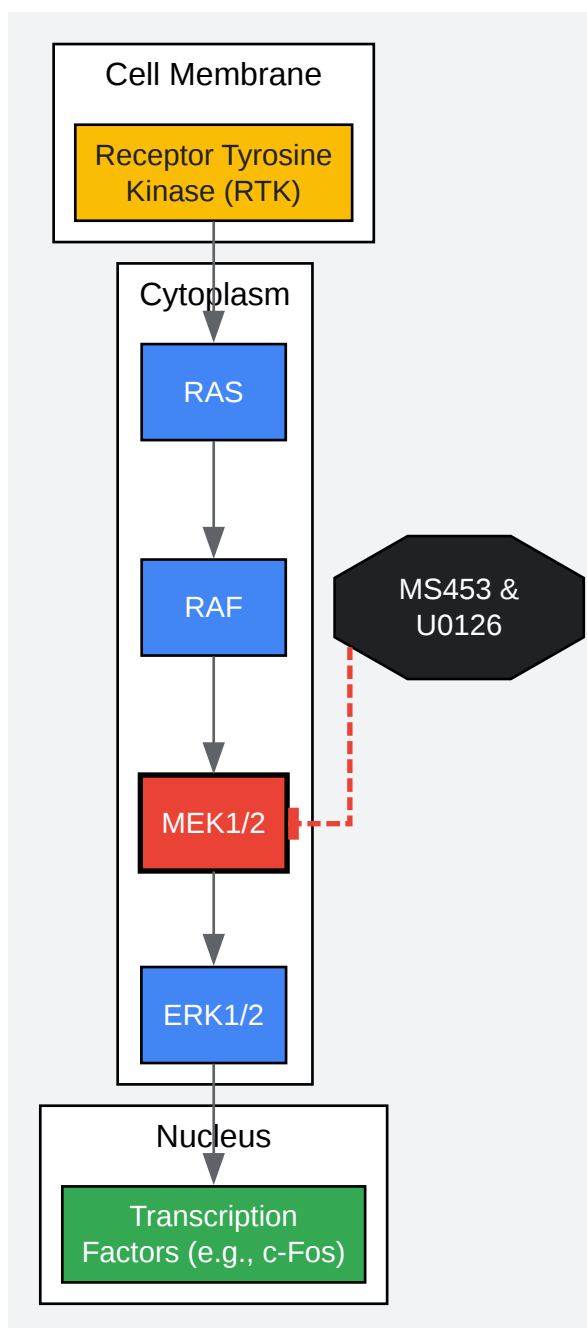 Cell Membrane
Receptor Tyrosine
Kinase (RTK)
Cytoplasm
RAS
RAF
MS453 &
U0126
MEK1/2
ERK1/2
Nucleus
Transcription
Factors (e.g., c-Fos)